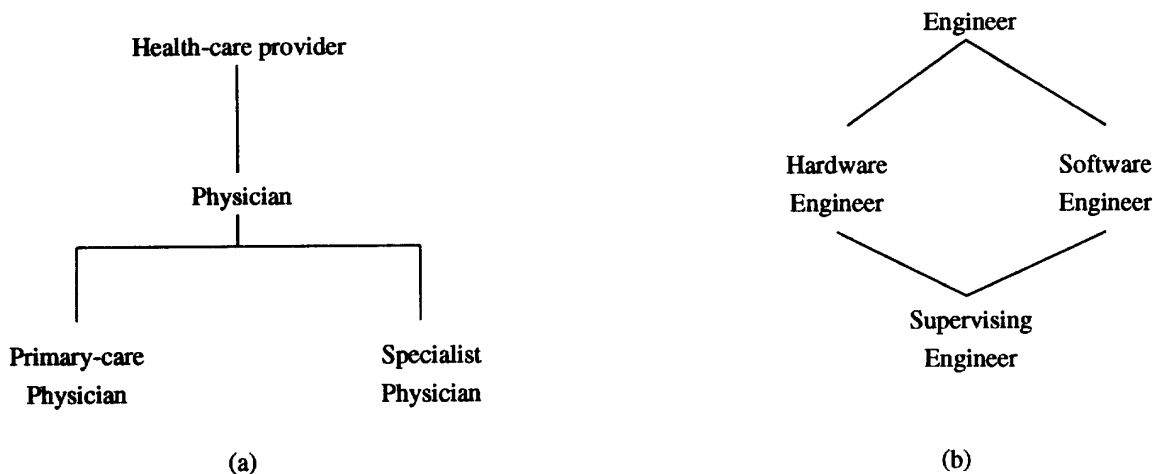 Health-care provider
Physician
Primary-care
Physician
Specialist
Physician
(a)
Engineer
Hardware
Engineer
Software
Engineer
Supervising
Engineer
(b)